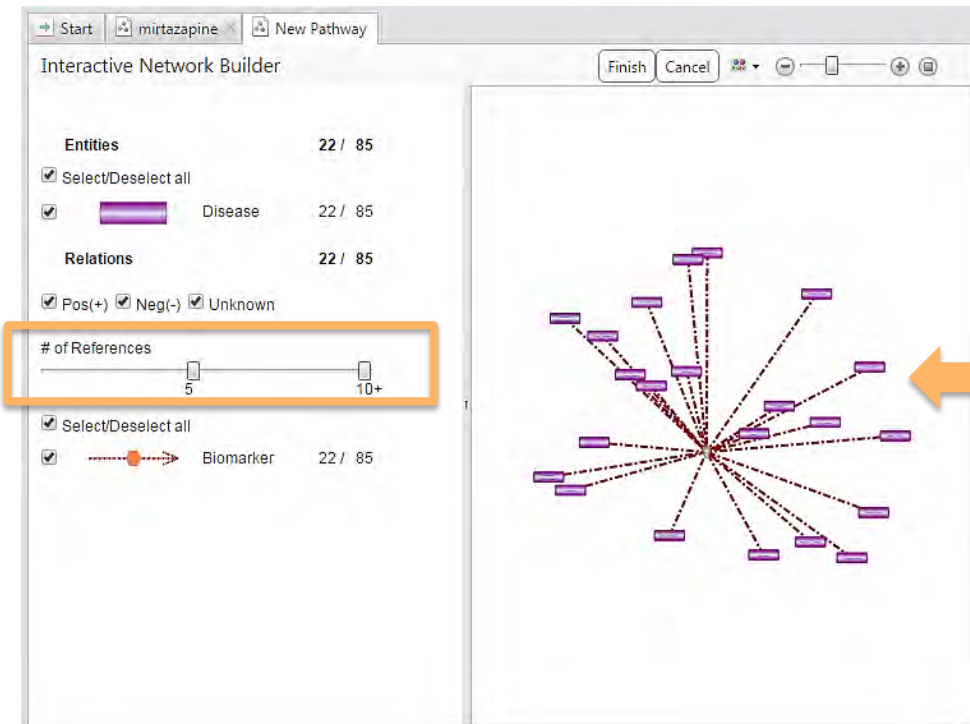 Start mirtazapine New Pathway
Interactive Network Builder Finish Cancel
Entities 22 / 85
Select/Deselect all
Disease 22 / 85
Relations 22 / 85
Pos(+) Neg(-) Unknown
# of References
5 10+
Select/Deselect all
Biomarker 22 / 85